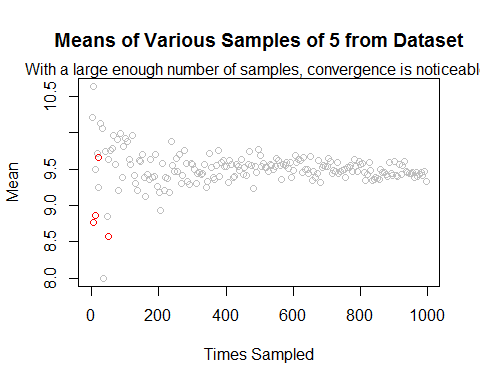 Means of Various Samples of 5 from Dataset
With a large enough number of samples, convergence is noticeabl
10.5
9.5
9.0
8.5
8.0
Mean
0 200 400 600 800 1000
Times Sampled